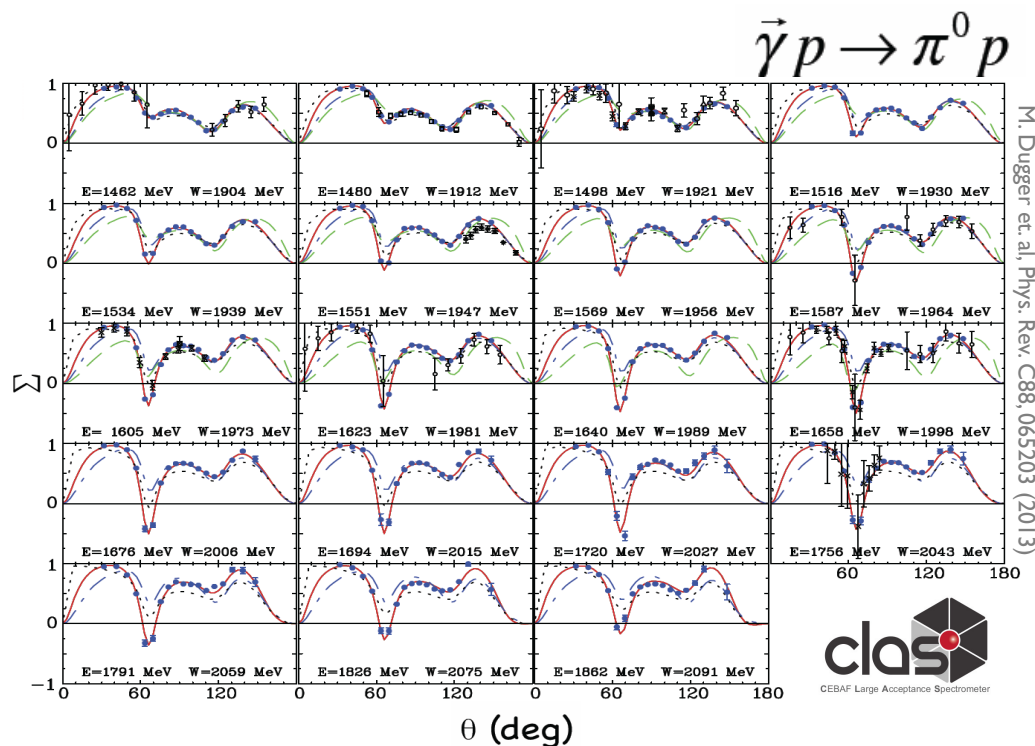 γ⃗ p → π⁰ p
M. Dugger et. al, Phys. Rev. C88, 065203 (2013)
1
0
E=1462 MeV W=1904 MeV
E=1480 MeV W=1912 MeV
E=1498 MeV W=1921 MeV
E=1516 MeV W=1930 MeV
1
0
E=1534 MeV W=1939 MeV
E=1551 MeV W=1947 MeV
E=1569 MeV W=1956 MeV
E=1587 MeV W=1964 MeV
1
0
E= 1605 MeV W=1973 MeV
E=1623 MeV W=1981 MeV
E=1640 MeV W=1989 MeV
E=1658 MeV W=1998 MeV
Σ
1
0
E=1676 MeV W=2006 MeV
E=1694 MeV W=2015 MeV
E=1720 MeV W=2027 MeV
E=1756 MeV W=2043 MeV
60 120 180
1
0
−1
E=1791 MeV W=2059 MeV
E=1826 MeV W=2075 MeV
E=1862 MeV W=2091 MeV
0 60 120 0 60 120 0 60 120 180
θ (deg)
clas
CEBAF Large Acceptance Spectrometer